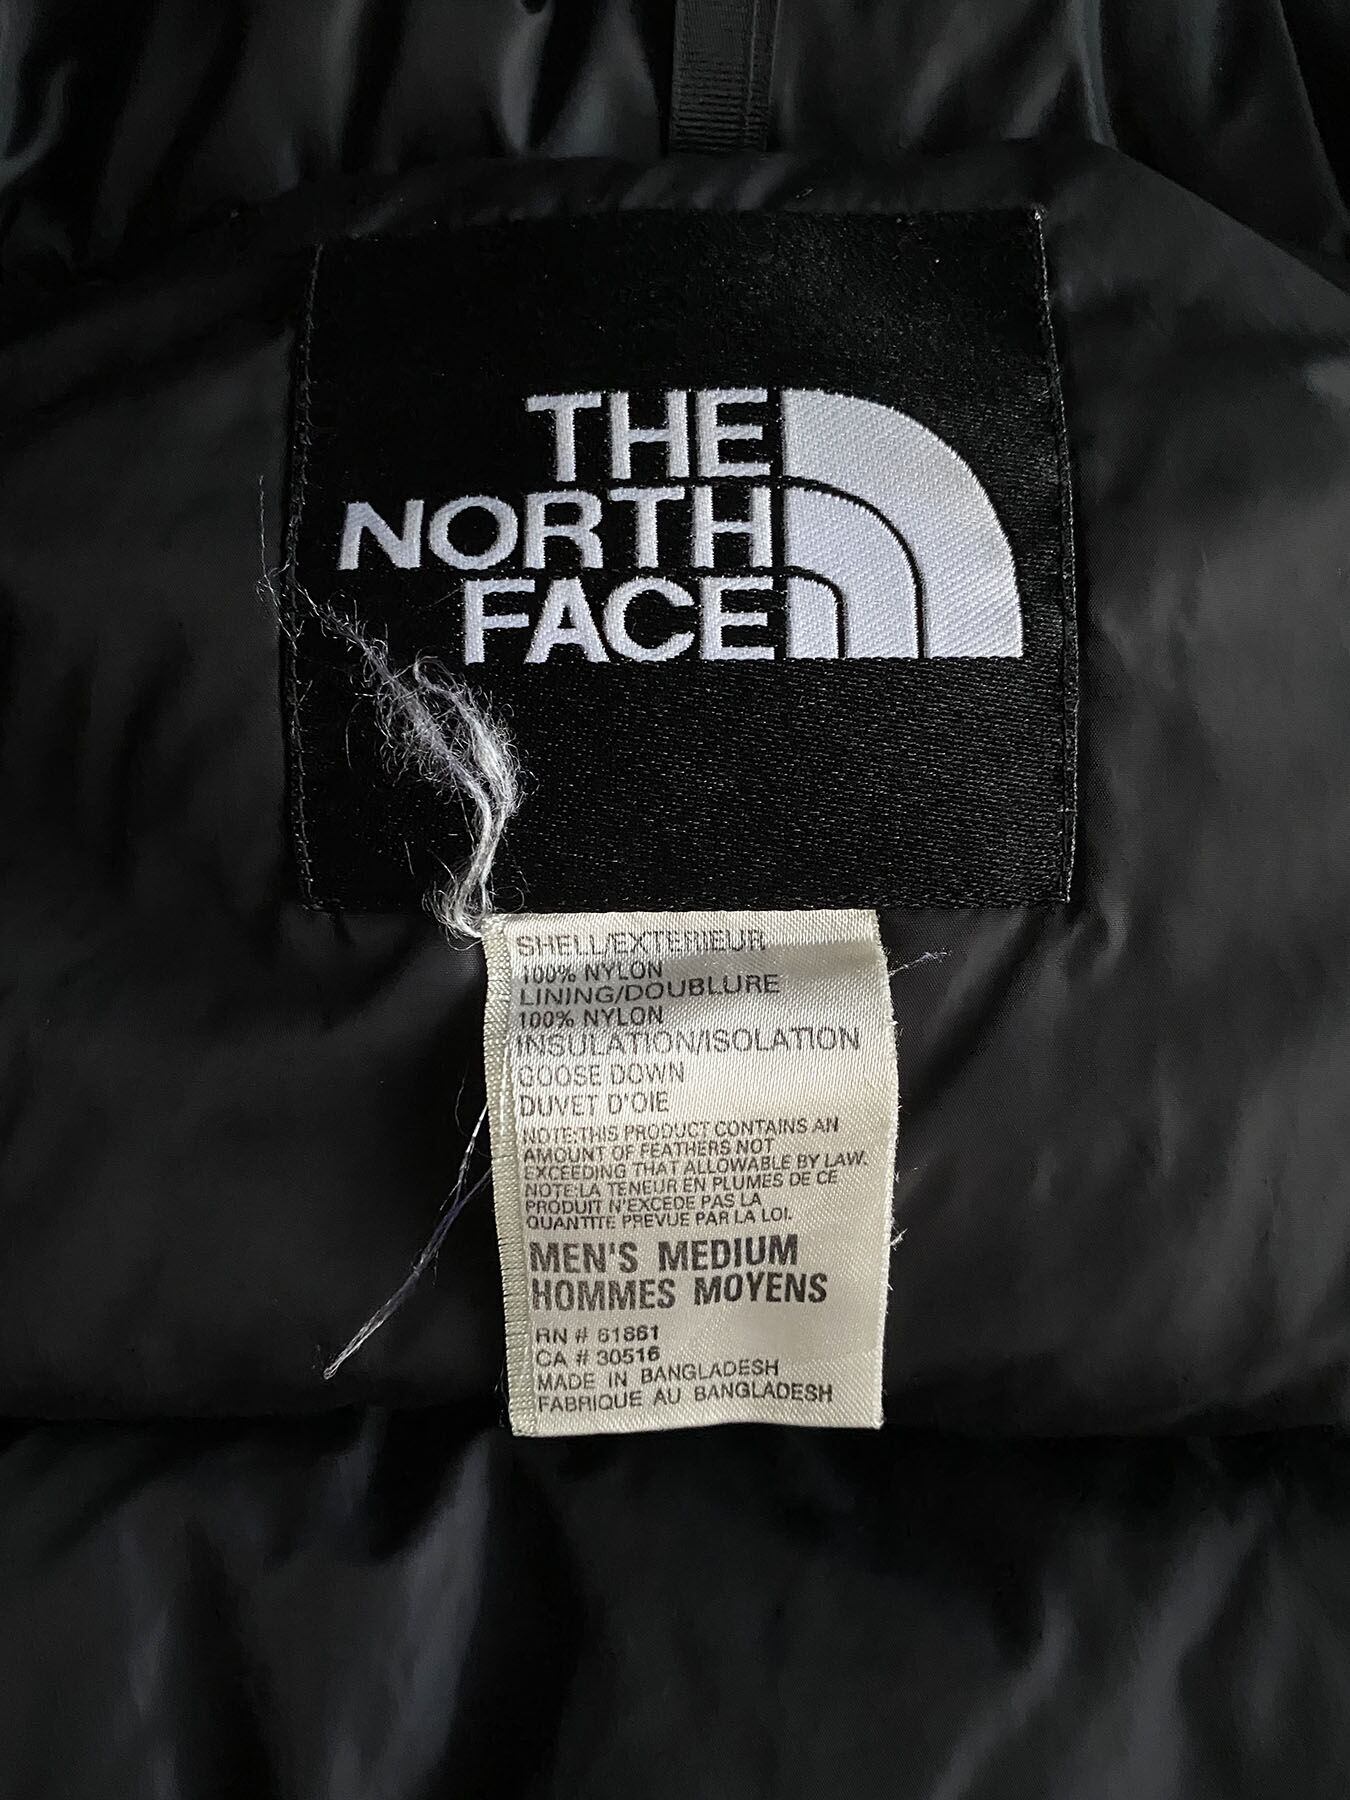 THE
NORTH
FACE
SHELL/EXTERIEUR
100% NYLON
LINING/DOUBLURE
100% NYLON
INSULATION/ISOLATION
GOOSE DOWN
DUVET D'OIE
NOTE:THIS PRODUCT CONTAINS AN
AMOUNT OF FEATHERS NOT
EXCEEDING THAT ALLOWABLE BY LAW.
NOTE:LA TENEUR EN PLUMES DE CE
PRODUIT N'EXCEDE PAS LA
QUANTITE PREVUE PAR LA LOI.
MEN'S MEDIUM
HOMMES MOYENS
RN # 61661
CA # 30516
MADE IN BANGLADESH
FABRIQUE AU BANGLADESH